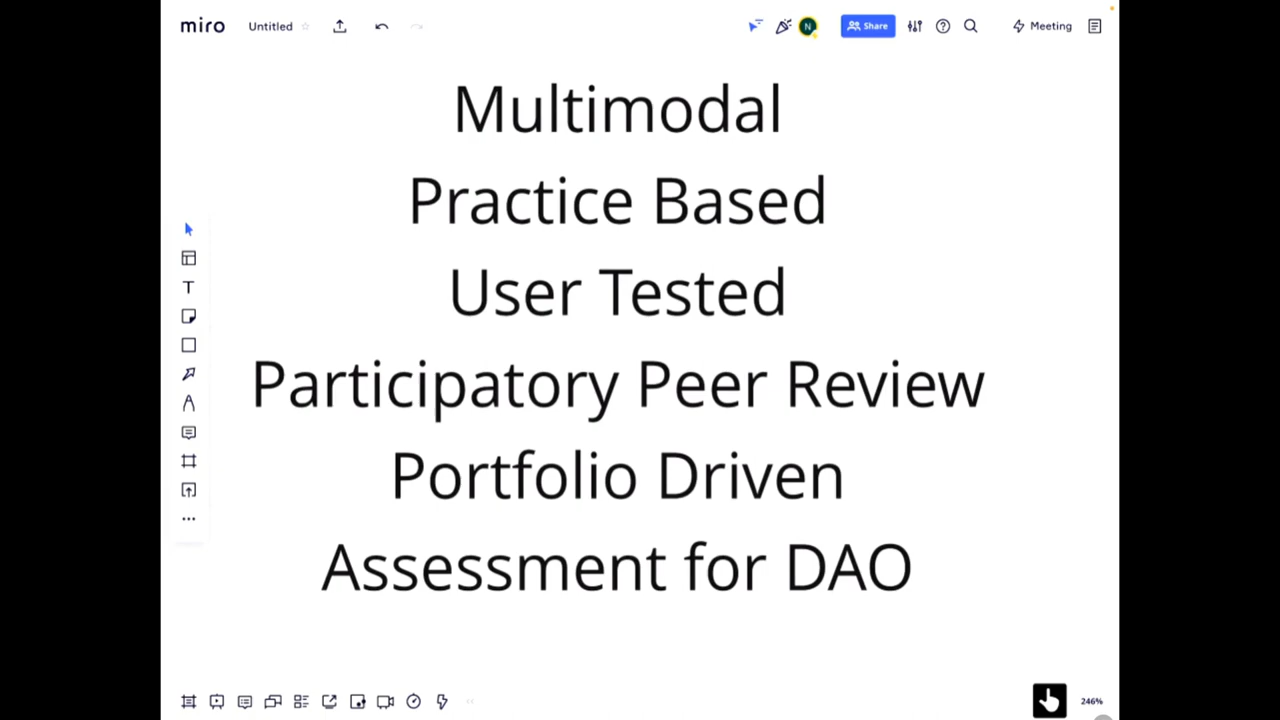 miro
Untitled
N
Share
Meeting
Multimodal
Practice Based
User Tested
Participatory Peer Review
Portfolio Driven
Assessment for DAO
246%